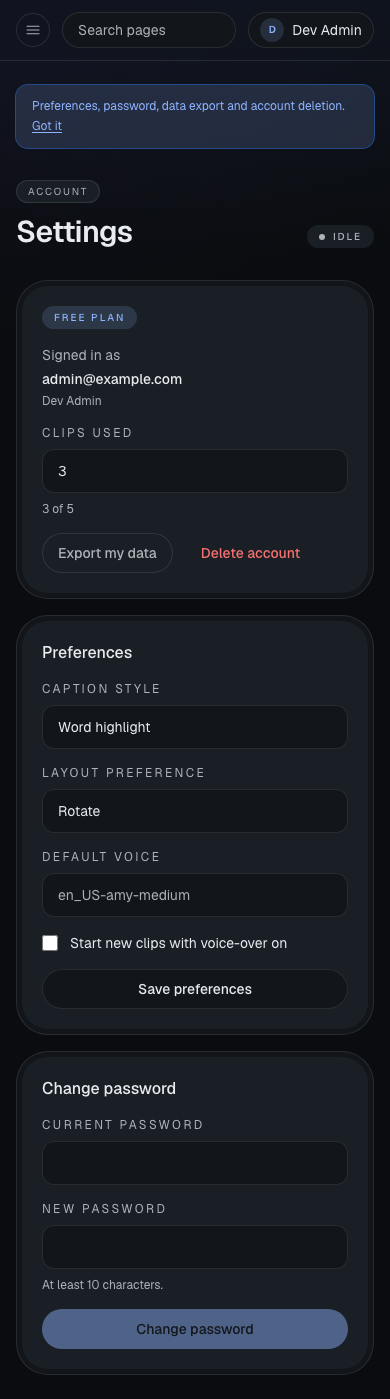 Search pages
D
Dev Admin
Preferences, password, data export and account deletion.
Got it
ACCOUNT
Settings
IDLE
FREE PLAN
Signed in as
admin@example.com
Dev Admin
CLIPS USED
3
3 of 5
Export my data
Delete account
Preferences
CAPTION STYLE
Word highlight
LAYOUT PREFERENCE
Rotate
DEFAULT VOICE
en_US-amy-medium
Start new clips with voice-over on
Save preferences
Change password
CURRENT PASSWORD
NEW PASSWORD
At least 10 characters.
Change password